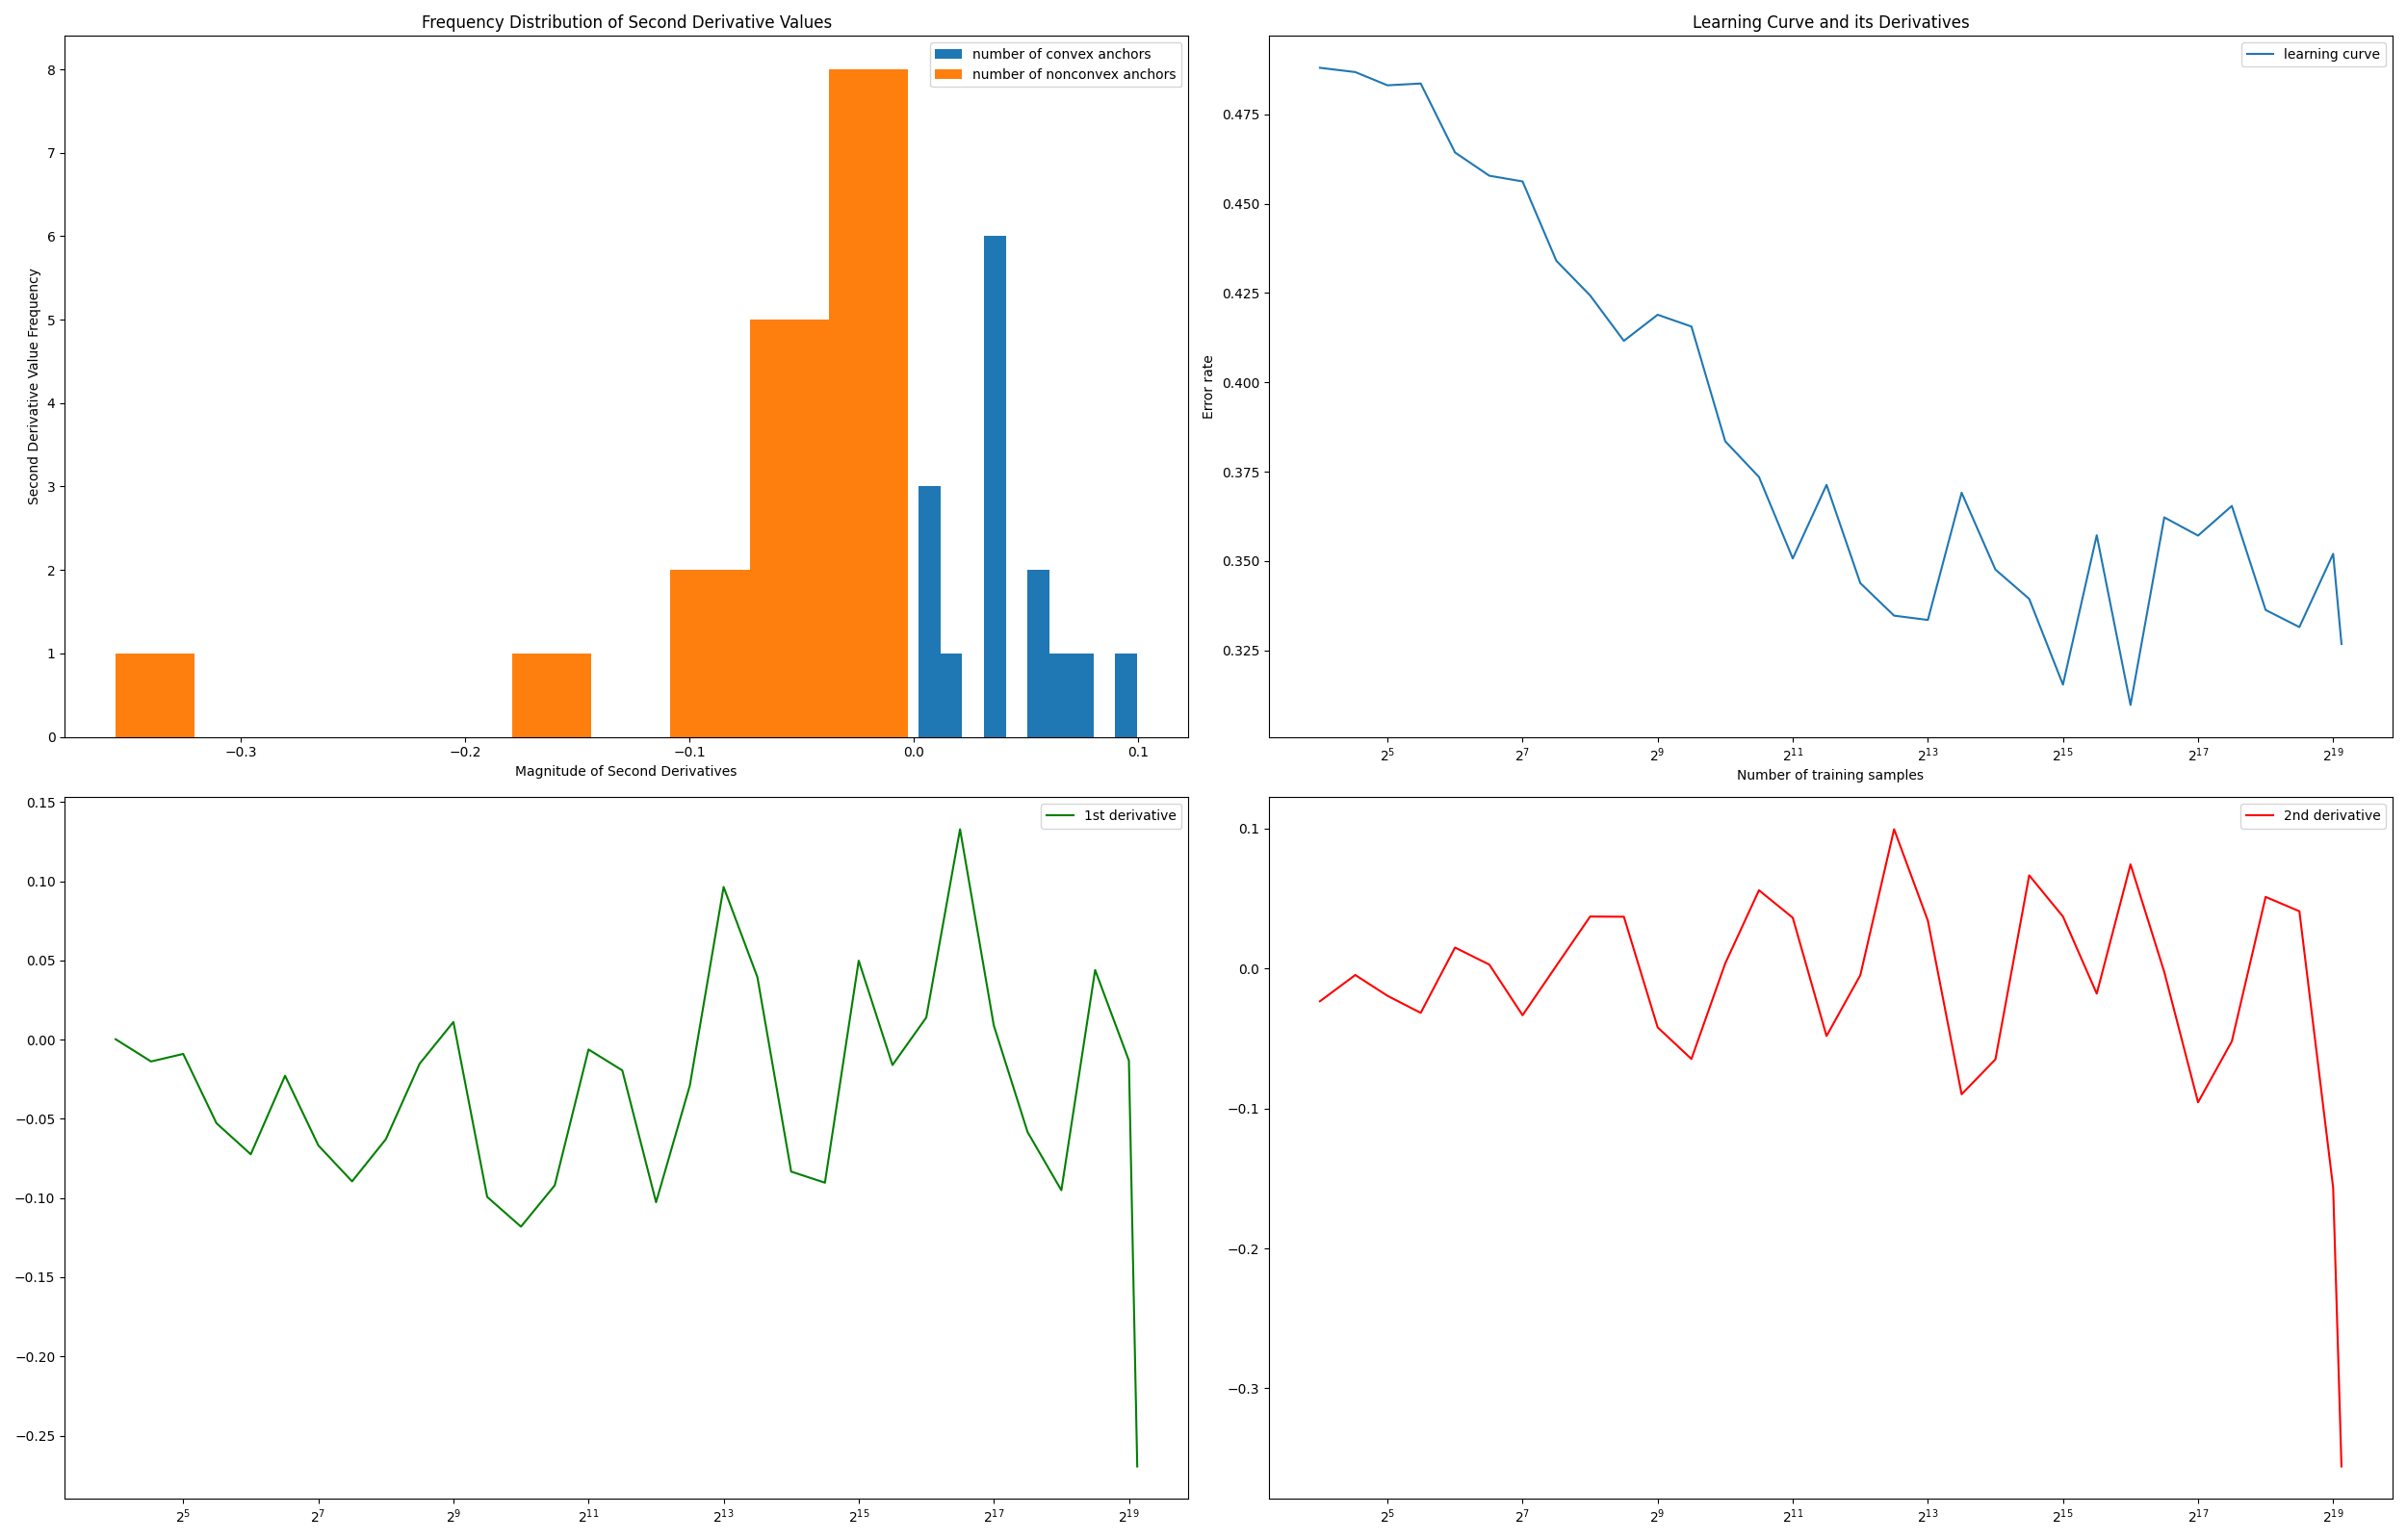 Frequency Distribution of Second Derivative Values
number of convex anchors
number of nonconvex anchors
Second Derivative Value Frequency
8
7
6
5
4
3
2
1
0
−0.3 −0.2 −0.1 0.0 0.1
Magnitude of Second Derivatives
Learning Curve and its Derivatives
learning curve
Error rate
0.475
0.450
0.425
0.400
0.375
0.350
0.325
2⁵ 2⁷ 2⁹ 2¹¹ 2¹³ 2¹⁵ 2¹⁷ 2¹⁹
Number of training samples
1st derivative
0.15
0.10
0.05
0.00
−0.05
−0.10
−0.15
−0.20
−0.25
2⁵ 2⁷ 2⁹ 2¹¹ 2¹³ 2¹⁵ 2¹⁷ 2¹⁹
2nd derivative
0.1
0.0
−0.1
−0.2
−0.3
2⁵ 2⁷ 2⁹ 2¹¹ 2¹³ 2¹⁵ 2¹⁷ 2¹⁹